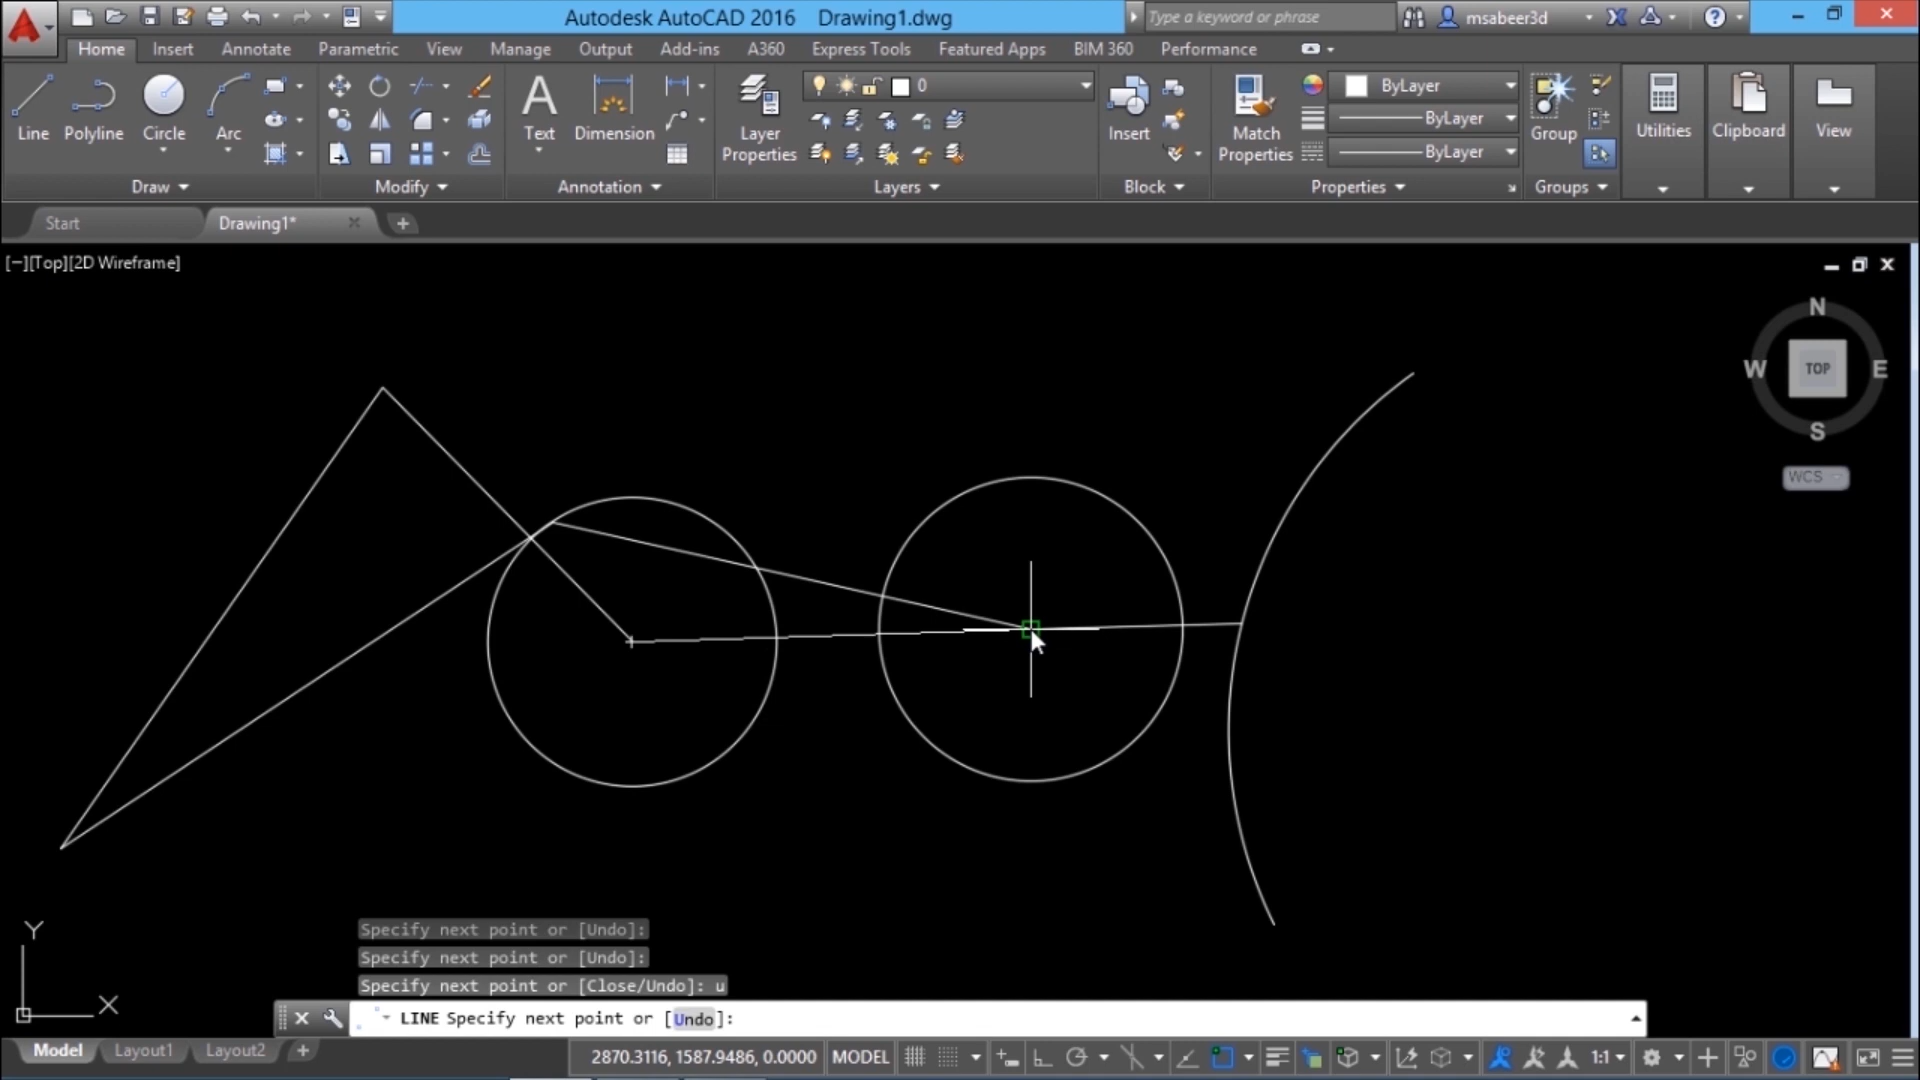 Autodesk AutoCAD 2016 Drawing1.dwg
Type a keyword or phrase
msabeer3d
Home Insert Annotate Parametric View Manage Output Add-ins A360 Express Tools Featured Apps BIM 360 Performance
0
ByLayer
ByLayer
ByLayer
Line Polyline Circle Arc
Text Dimension
Layer Properties
Insert
Match Properties
Group
Utilities Clipboard View
Draw Modify Annotation Layers Block Properties Groups
Start Drawing1*
[−][Top][2D Wireframe]
N
W TOP E
S
WCS
Y
X
Specify next point or [Undo]:
Specify next point or [Undo]:
Specify next point or [Close/Undo]: u
LINE Specify next point or [Undo]:
Model Layout1 Layout2
2870.3116, 1587.9486, 0.0000 MODEL 1:1